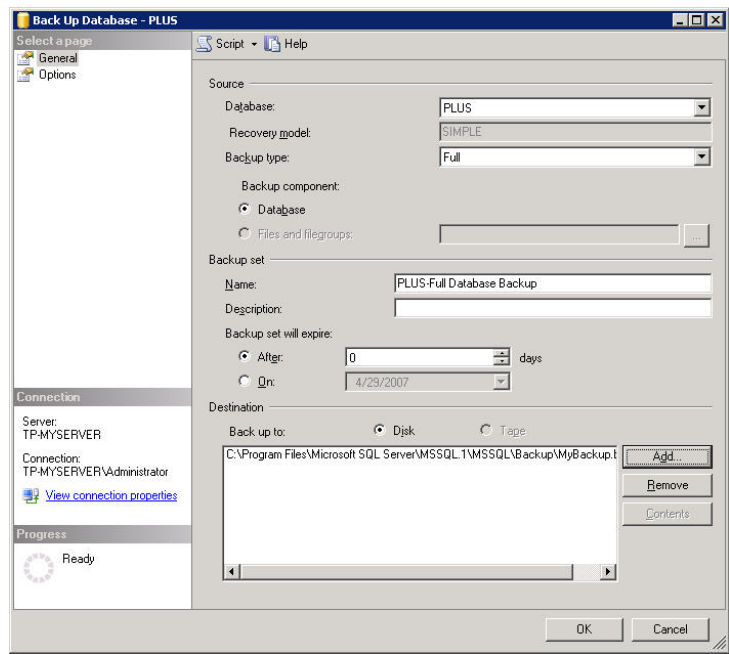 Back Up Database - PLUS
Select a page
General
Options
Script Help
Source
Database: PLUS
Recovery model: SIMPLE
Backup type: Full
Backup component:
Database
Files and filegroups: ...
Backup set
Name: PLUS-Full Database Backup
Description:
Backup set will expire:
After: 0 days
On: 4/29/2007
Destination
Back up to: Disk Tape
C:\Program Files\Microsoft SQL Server\MSSQL.1\MSSQL\Backup\MyBackup.b
Add...
Remove
Contents
Connection
Server:
TP-MYSERVER
Connection:
TP-MYSERVER\Administrator
View connection properties
Progress
Ready
OK Cancel